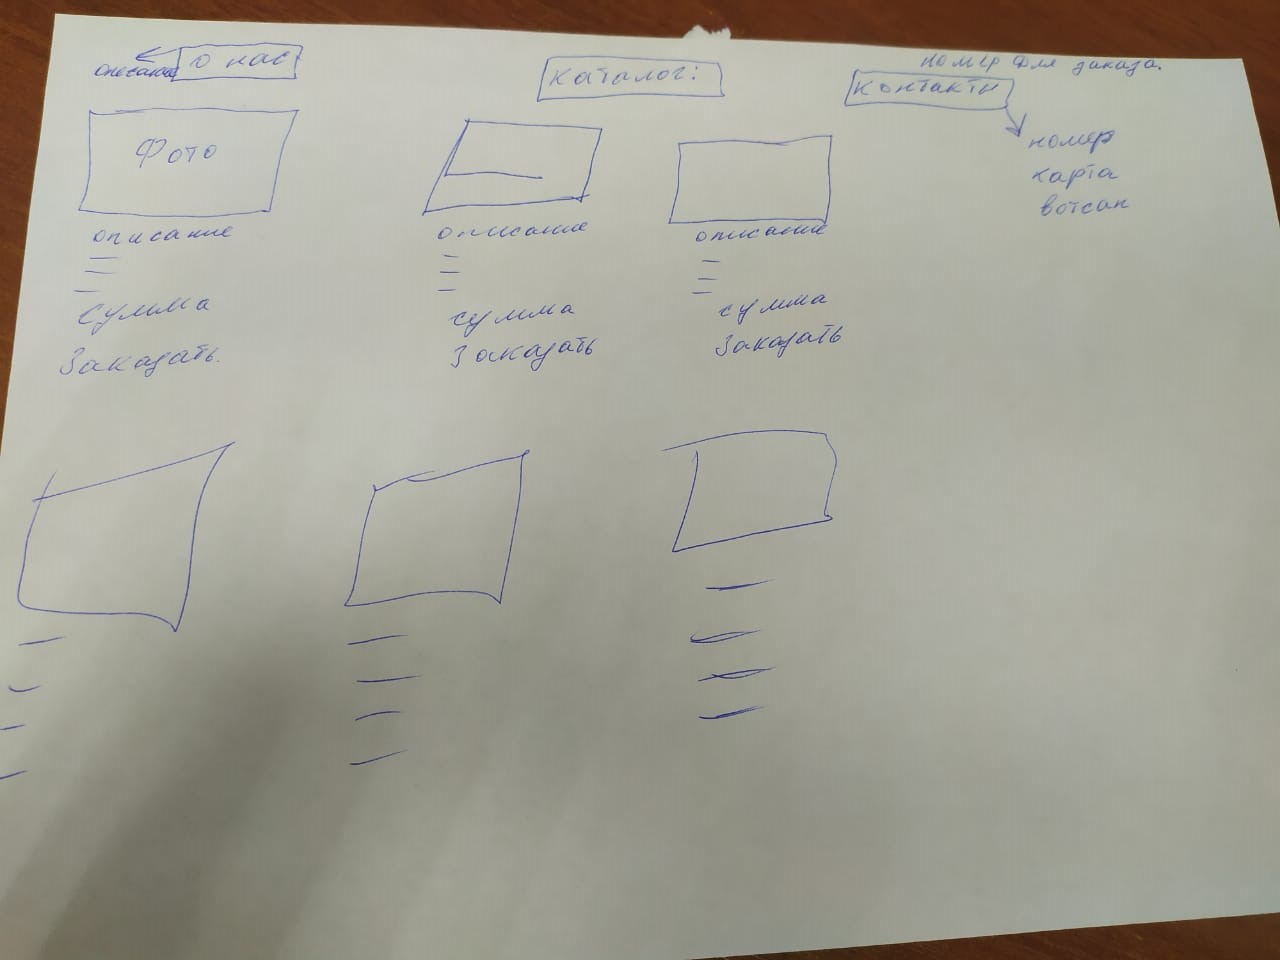 описание
о нас
каталог:
номер для заказа.
контакты
номер
карта
вотсап
Фото
описание
сумма
Заказать.
описание
сумма
Заказать
описание
сумма
Заказать